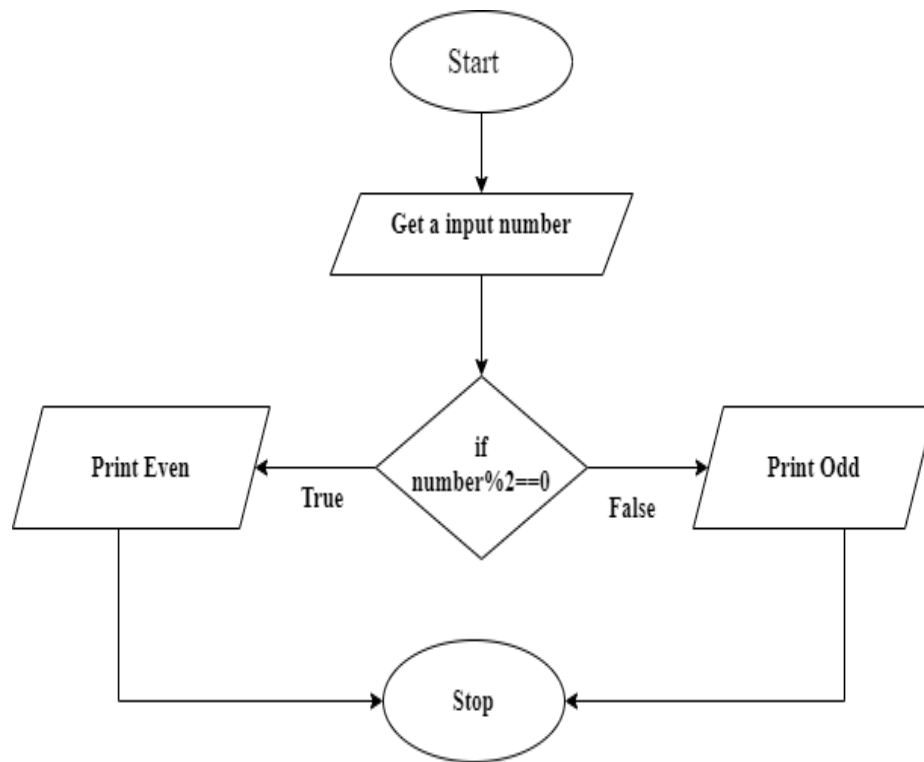 Start
Get a input number
if
number%2==0
Print Even
True
Print Odd
False
Stop